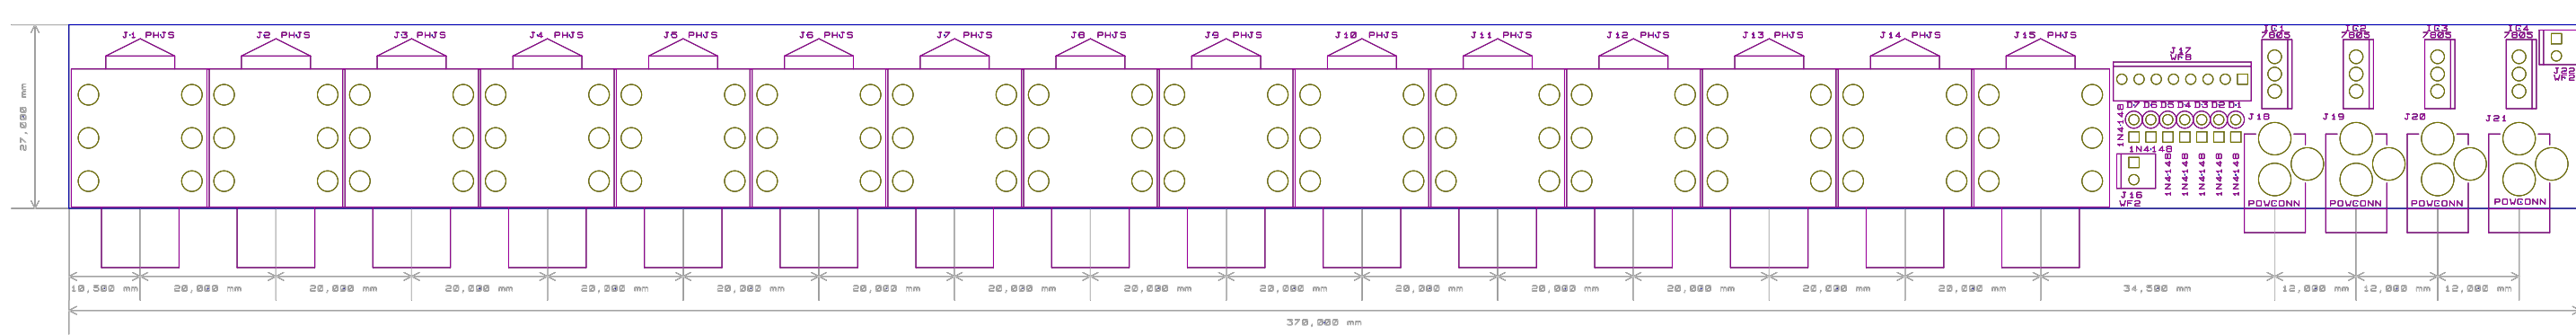 J1 PHJS
J2 PHJS
J3 PHJS
J4 PHJS
J5 PHJS
J6 PHJS
J7 PHJS
J8 PHJS
J9 PHJS
J10 PHJS
J11 PHJS
J12 PHJS
J13 PHJS
J14 PHJS
J15 PHJS
J17
WF8
IC1
7805
IC2
7805
IC3
7805
IC4
7805
J22
WF2
D7 D6 D5 D4 D3 D2 D1
1N4148
1N4148
1N4148
1N4148
1N4148
1N4148
1N4148
J16
WF2
J18
J19
J20
J21
POWCONN
POWCONN
POWCONN
POWCONN
27,000 mm
10,500 mm
20,000 mm
20,000 mm
20,000 mm
20,000 mm
20,000 mm
20,000 mm
20,000 mm
20,000 mm
20,000 mm
20,000 mm
20,000 mm
20,000 mm
20,000 mm
20,000 mm
34,500 mm
12,000 mm
12,000 mm
12,000 mm
370,000 mm